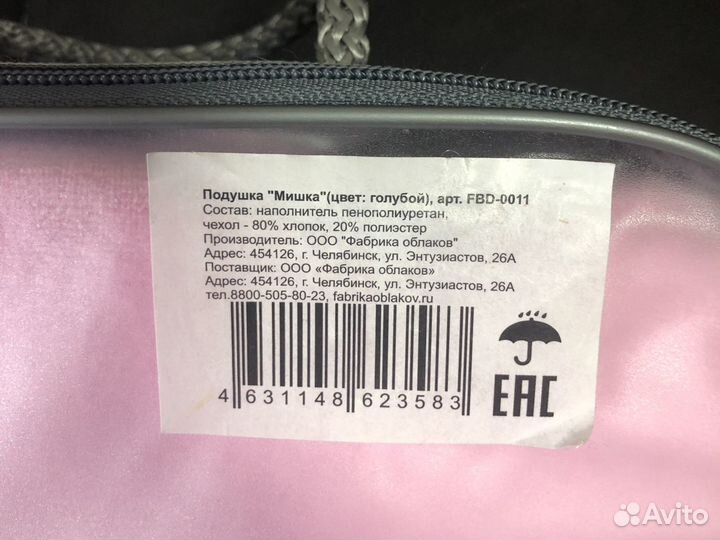 Подушка "Мишка"(цвет: голубой), арт. FBD-0011
Состав: наполнитель пенополиуретан,
чехол - 80% хлопок, 20% полиэстер
Производитель: ООО "Фабрика облаков"
Адрес: 454126, г. Челябинск, ул. Энтузиастов, 26А
Поставщик: ООО «Фабрика облаков»
Адрес: 454126, г. Челябинск, ул. Энтузиастов, 26А
тел.8800-505-80-23, fabrikaoblakov.ru
4 631148 623583
EAC
Avito